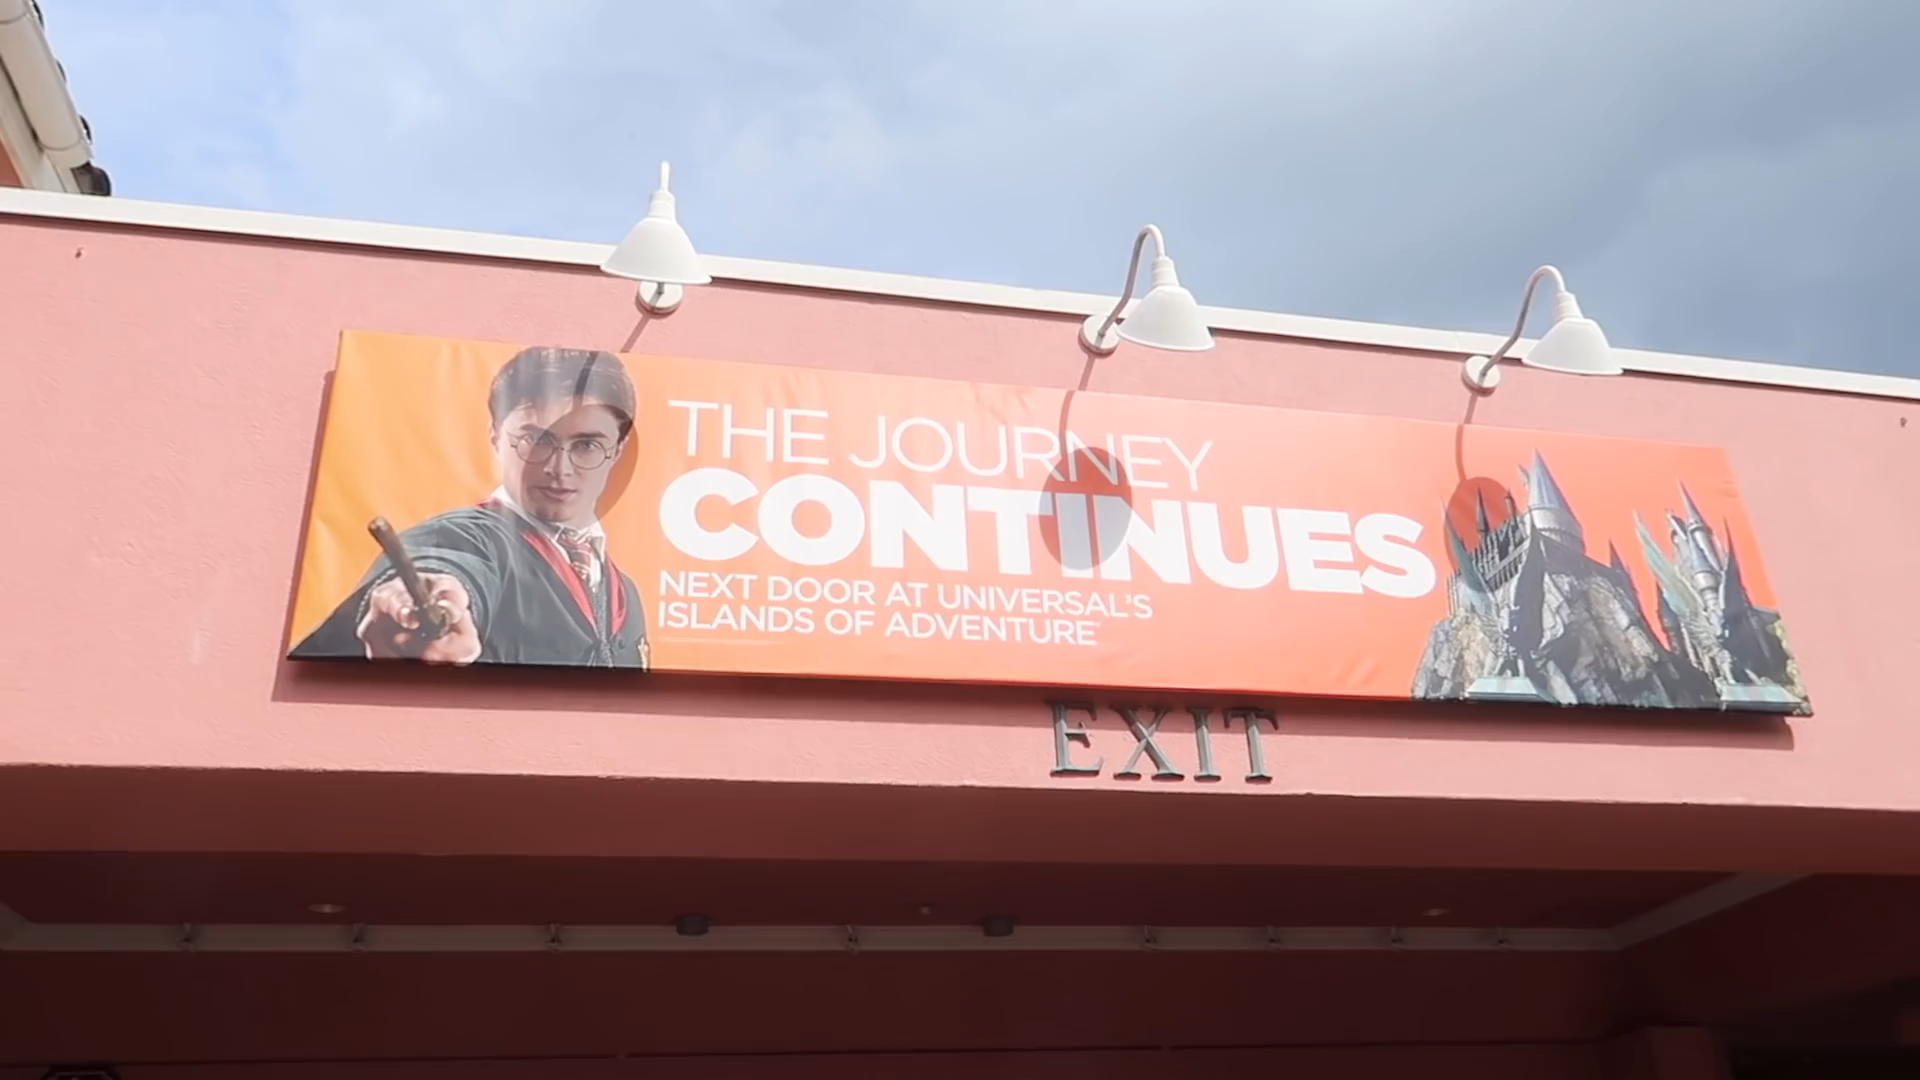 THE JOURNEY
CONTINUES
NEXT DOOR AT UNIVERSAL'S
ISLANDS OF ADVENTURE
EXIT